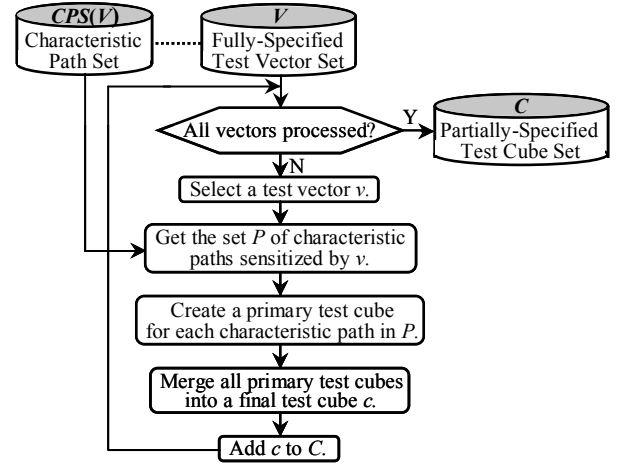 CPS(V)
Characteristic
Path Set
V
Fully-Specified
Test Vector Set
All vectors processed?
Y
C
Partially-Specified
Test Cube Set
N
Select a test vector v.
Get the set P of characteristic
paths sensitized by v.
Create a primary test cube
for each characteristic path in P.
Merge all primary test cubes
into a final test cube c.
Add c to C.